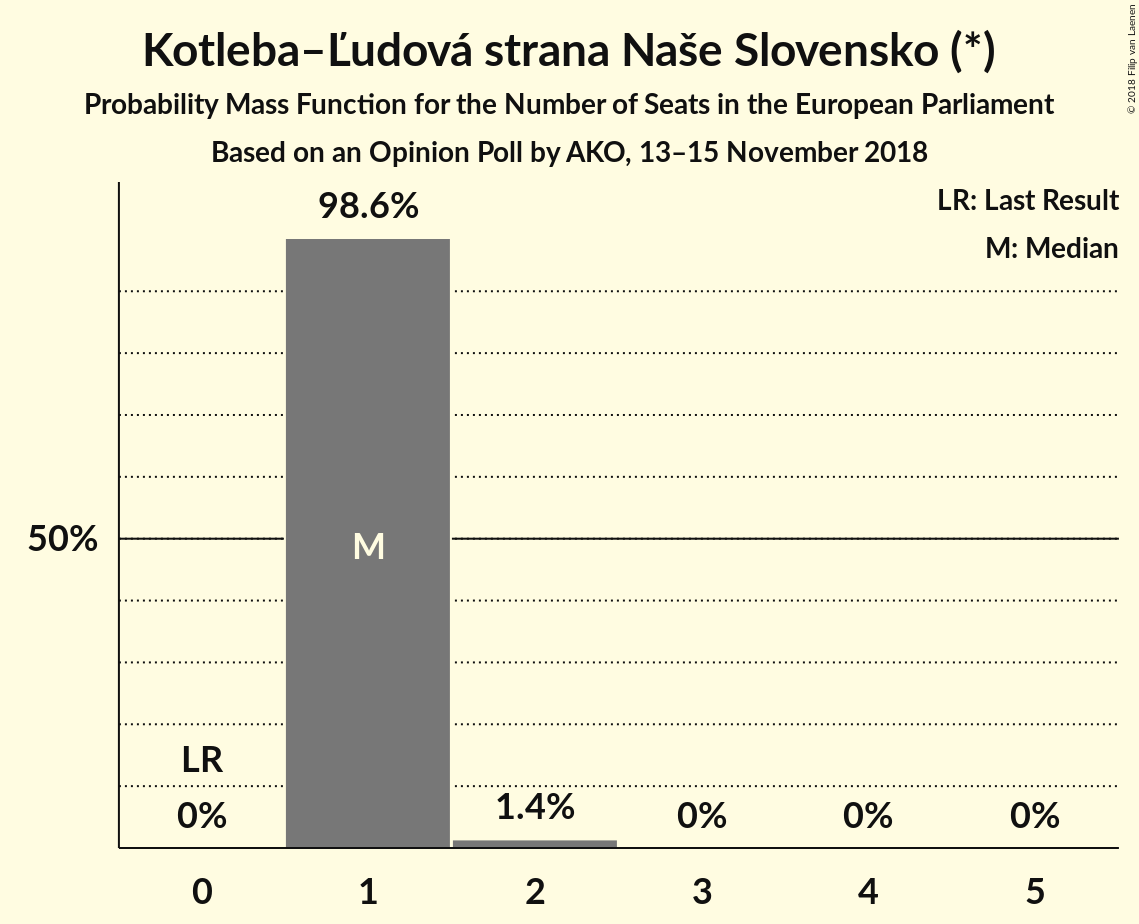 Kotleba–Ľudová strana Naše Slovensko (*)
Probability Mass Function for the Number of Seats in the European Parliament
Based on an Opinion Poll by AKO, 13–15 November 2018
© 2018 Filip van Laenen
LR: Last Result
M: Median
98.6%
50%
M
LR
0%
1.4%
0%
0%
0%
0 1 2 3 4 5